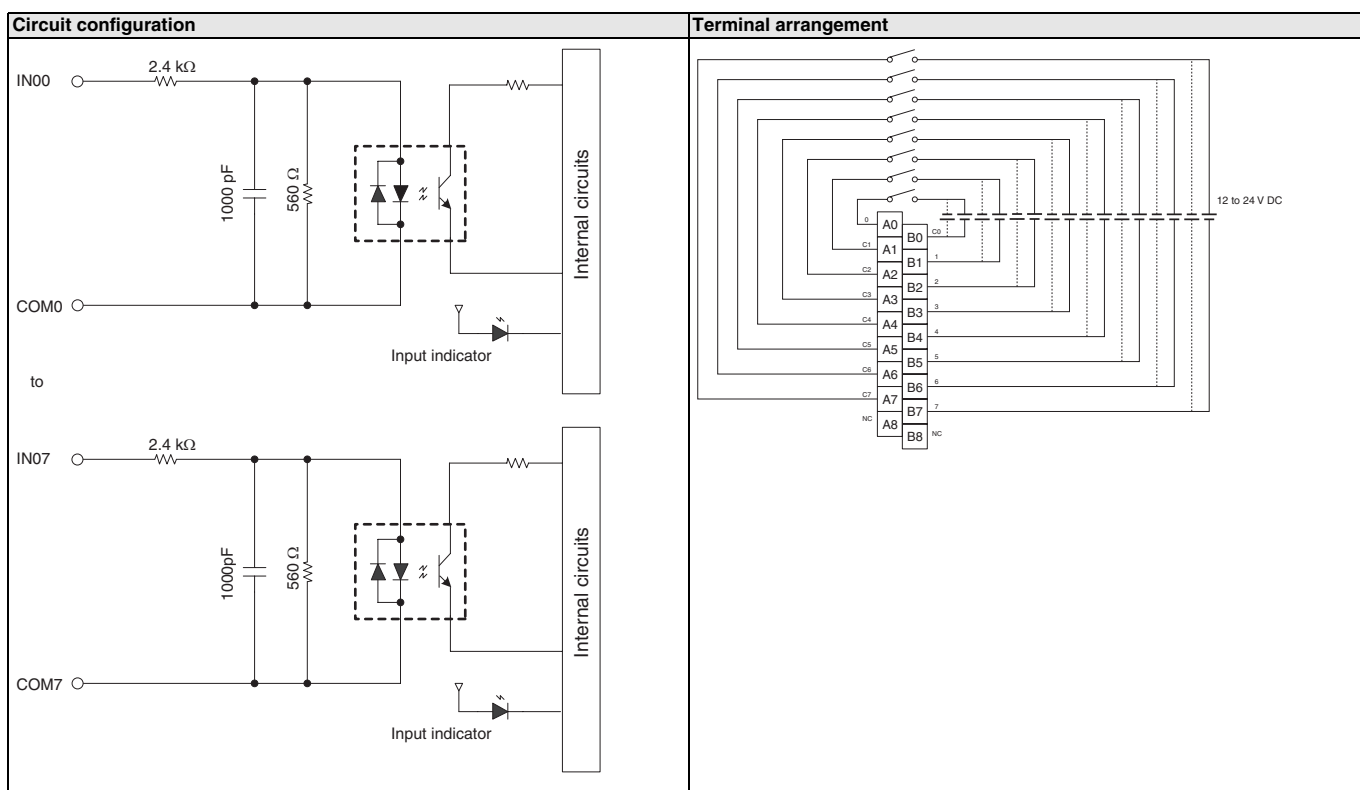 Circuit configuration
Terminal arrangement
IN00
2.4 kΩ
1000 pF
560 Ω
Internal circuits
COM0
Input indicator
to
IN07
2.4 kΩ
1000pF
560 Ω
Internal circuits
COM7
Input indicator
12 to 24 V DC
0 A0
B0 C0
C1 A1
B1 1
C2 A2
B2 2
C3 A3
B3 3
C4 A4
B4 4
C5 A5
B5 5
C6 A6
B6 6
C7 A7
B7 7
NC A8
B8 NC